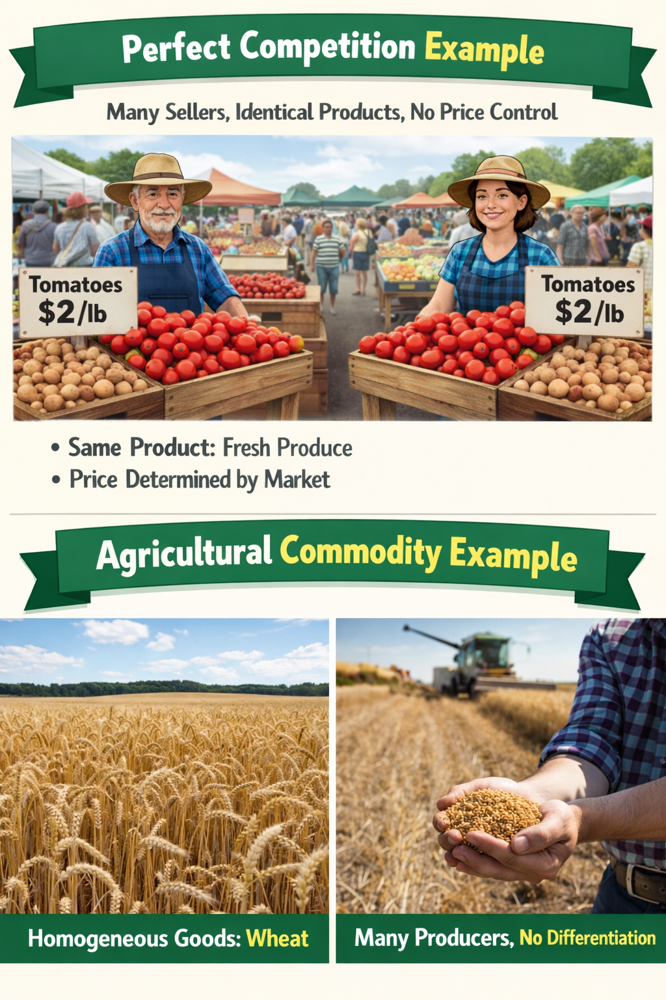 Perfect Competition Example
Many Sellers, Identical Products, No Price Control
Tomatoes
$2/lb
Tomatoes
$2/lb
• Same Product: Fresh Produce
• Price Determined by Market
Agricultural Commodity Example
Homogeneous Goods: Wheat
Many Producers, No Differentiation